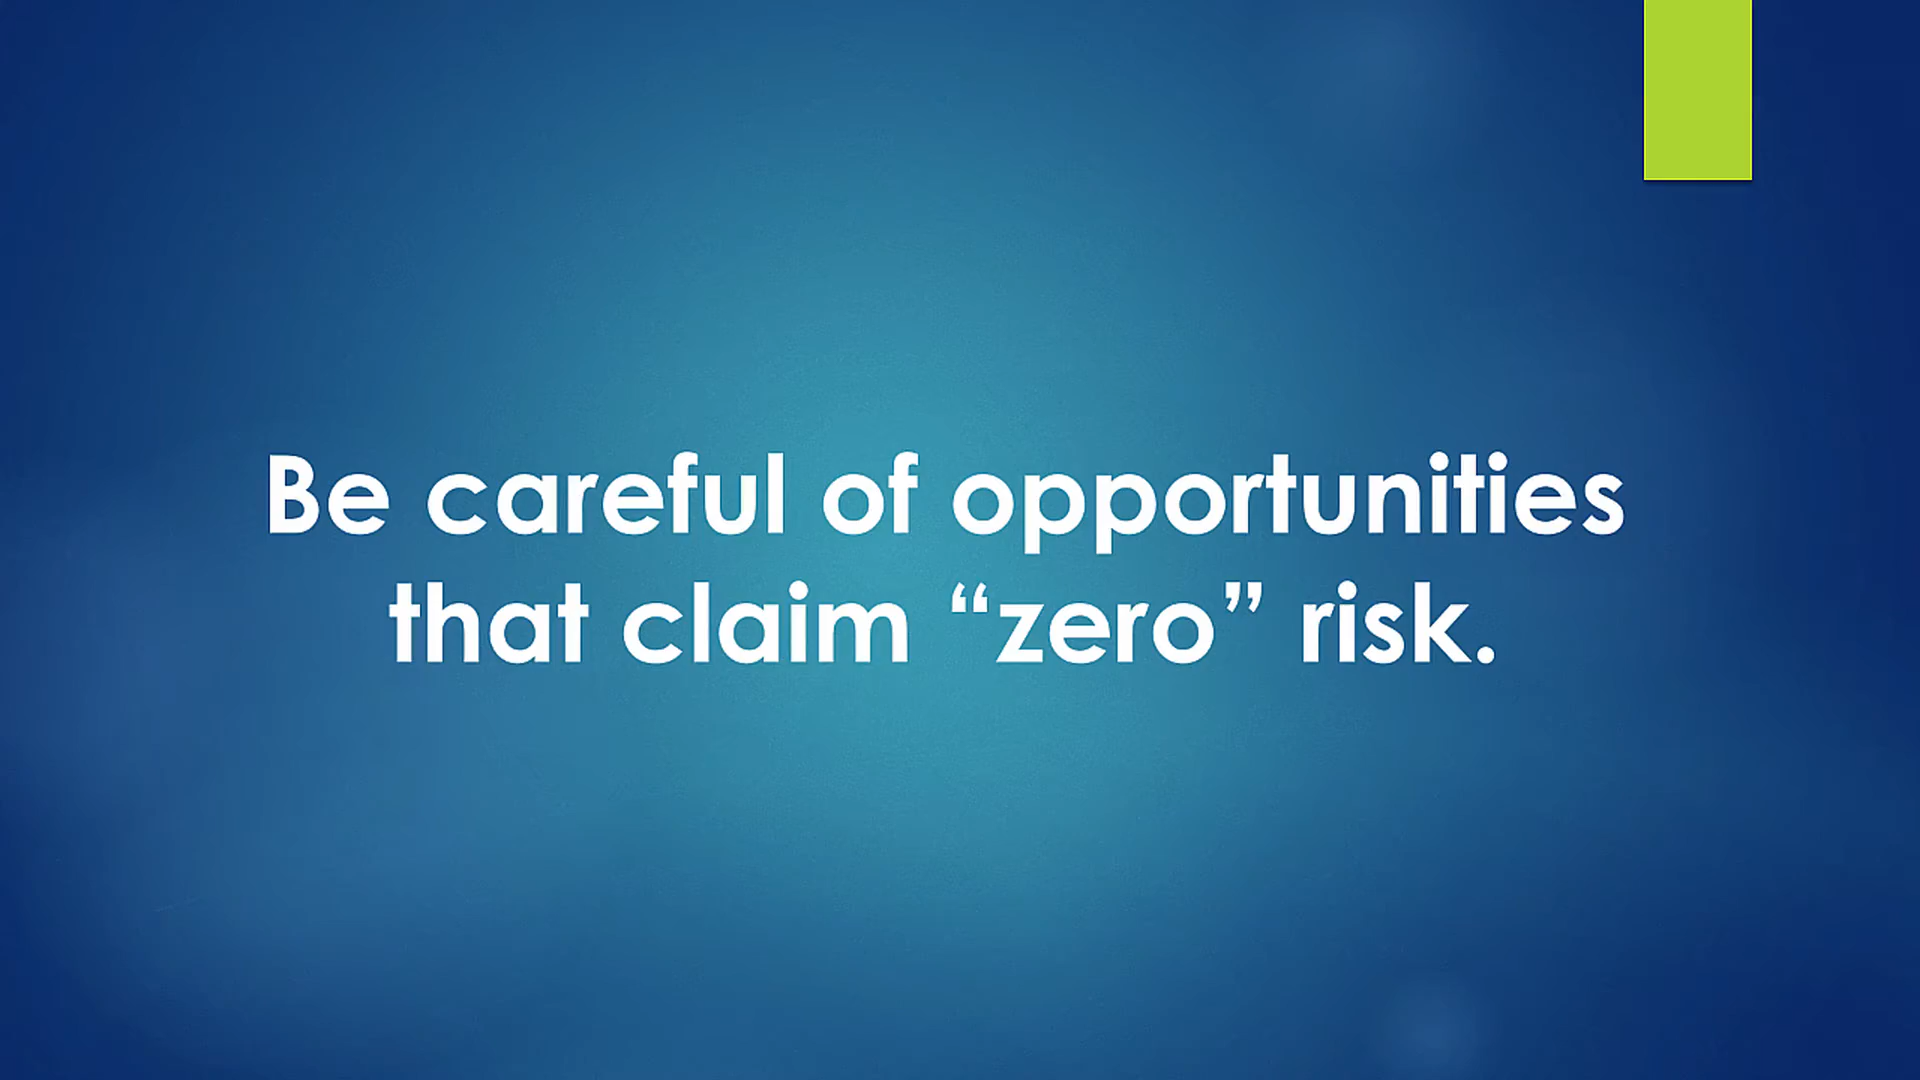 Be careful of opportunities
that claim “zero” risk.